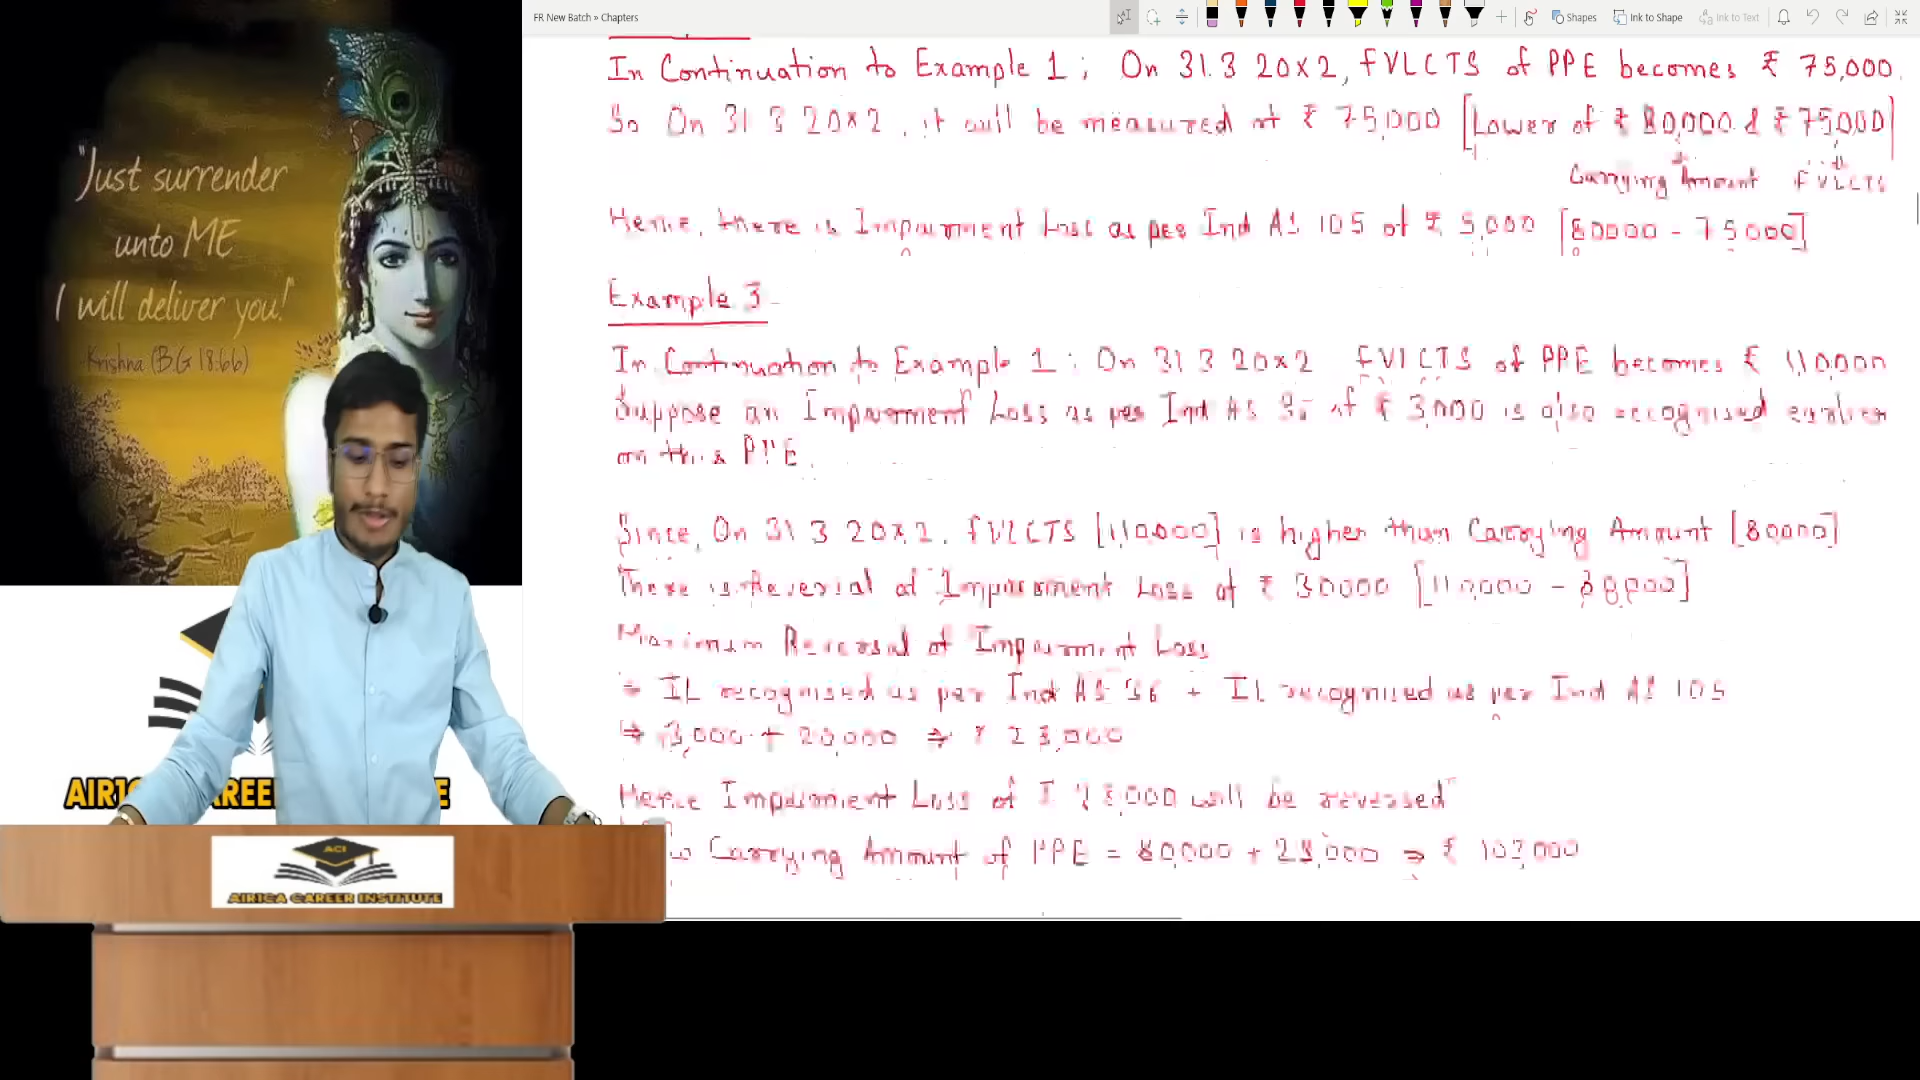 FR New Batch » Chapters
Shapes
Ink to Shape
Ink to Text
In Continuation to Example 1; On 31.3 20x2, FVLCTS of PPE becomes ₹ 75,000.
So On 31 3 20x2, it will be measured at ₹ 75,000 [Lower of ₹ 80,000 & ₹ 75,000]
Carrying Amount FVLCTS
Hence, there is Impairment Loss as per Ind AS 105 of ₹ 5,000 [80000 - 75000]
Example 3 -
In Continuation to Example 1; On 31 3 20x2 FVLCTS of PPE becomes ₹ 1,10,000
Suppose an Impairment Loss as per Ind AS 36 of ₹ 3,000 is also recognised earlier
on this PPE.
Since, On 31 3 20x2, FVLCTS [1,10,000] is higher than Carrying Amount [80,000]
There is Reversal of Impairment Loss of ₹ 30000 [110,000 - 80,000]
Maximum Reversal of Impairment Loss
⇒ IL recognised as per Ind AS 36 + IL recognised as per Ind AS 105
⇒ 3,000 + 20,000 ⇒ ₹ 23,000
Hence Impairment Loss of ₹ 23,000 will be reversed
Carrying Amount of PPE = 80,000 + 23,000 ⇒ ₹ 103,000
"Just surrender
unto ME
I will deliver you!"
-Krishna (B.G 18.66)
ACI
AIR1CA CAREER INSTITUTE